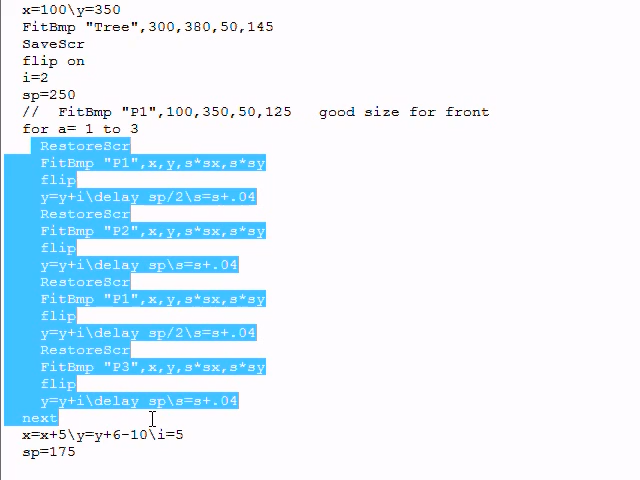 x=100\y=350
FitBmp "Tree",300,380,50,145
SaveScr
flip on
i=2
sp=250
//  FitBmp "P1",100,350,50,125   good size for front
for a= 1 to 3
RestoreScr
FitBmp "P1",x,y,s*sx,s*sy
flip
y=y+i\delay sp/2\s=s+.04
RestoreScr
FitBmp "P2",x,y,s*sx,s*sy
flip
y=y+i\delay sp\s=s+.04
RestoreScr
FitBmp "P1",x,y,s*sx,s*sy
flip
y=y+i\delay sp/2\s=s+.04
RestoreScr
FitBmp "P3",x,y,s*sx,s*sy
flip
y=y+i\delay sp\s=s+.04
next
x=x+5\y=y+6-10\i=5
sp=175